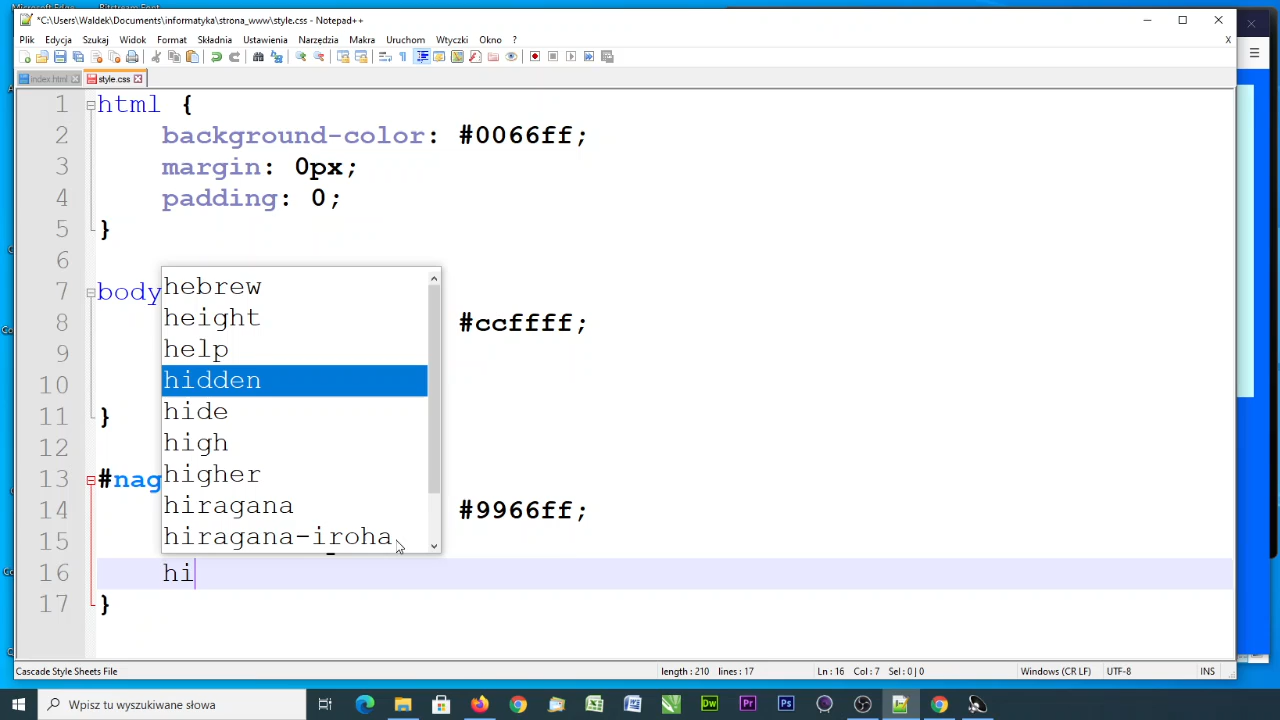 *C:\Users\Waldek\Documents\informatyka\strona_www\style.css - Notepad++
Plik Edycja Szukaj Widok Format Składnia Ustawienia Narzędzia Makra Uruchom Wtyczki Okno ? X
index.html style.css
1 html {
2 background-color: #0066ff;
3 margin: 0px;
4 padding: 0;
5 }
6
7 body
8 #ccffff;
9
10
11 }
12
13 #nag
14 #9966ff;
15
16 hi
17 }
hebrew
height
help
hidden
hide
high
higher
hiragana
hiragana-iroha
Cascade Style Sheets File length : 210 lines : 17 Ln : 16 Col : 7 Sel : 0 | 0 Windows (CR LF) UTF-8 INS
Wpisz tu wyszukiwane słowa